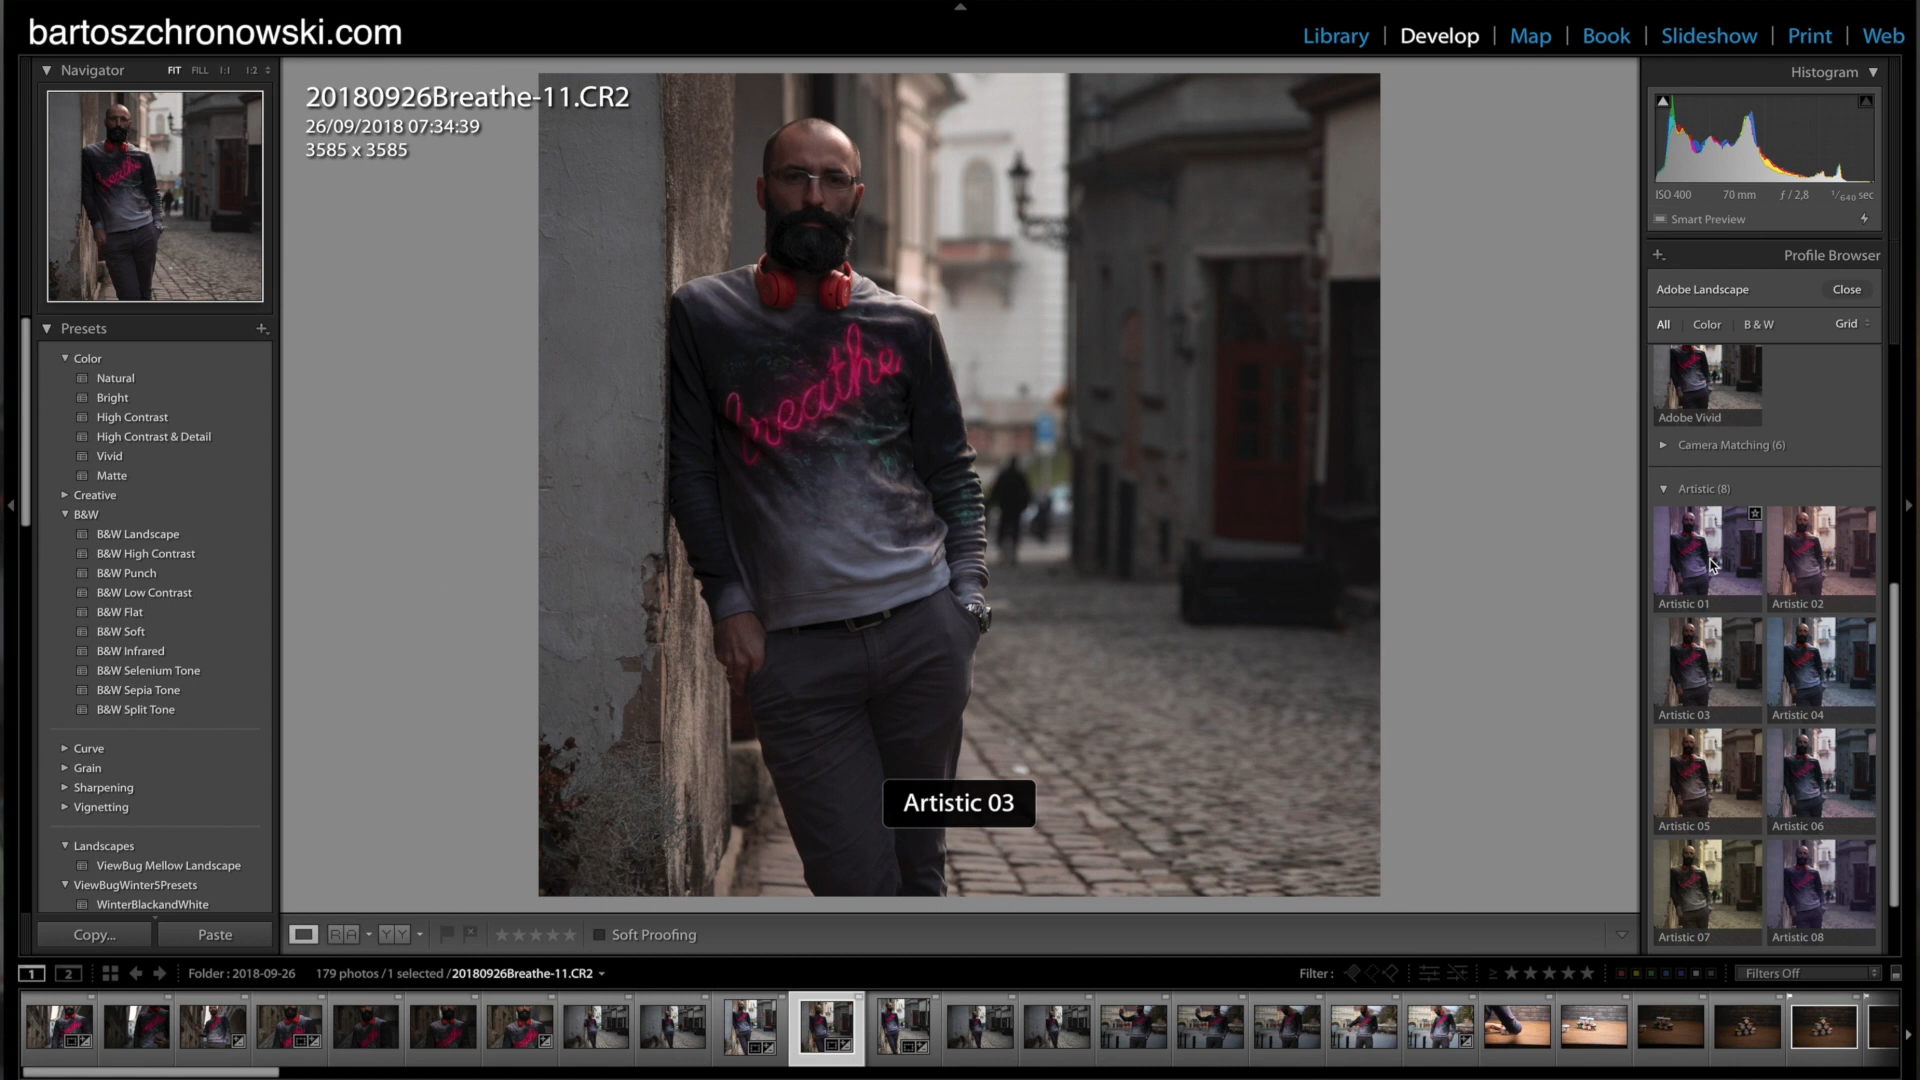 bartoszchronowski.com
Library | Develop | Map | Book | Slideshow | Print | Web
Navigator FIT FILL 1:1 1:2
20180926Breathe-11.CR2
26/09/2018 07:34:39
3585 x 3585
breathe
Artistic 03
Presets
Color
Natural
Bright
High Contrast
High Contrast & Detail
Vivid
Matte
Creative
B&W
B&W Landscape
B&W High Contrast
B&W Punch
B&W Low Contrast
B&W Flat
B&W Soft
B&W Infrared
B&W Selenium Tone
B&W Sepia Tone
B&W Split Tone
Curve
Grain
Sharpening
Vignetting
Landscapes
ViewBug Mellow Landscape
ViewBugWinter5Presets
WinterBlackandWhite
Copy... Paste
R A Y Y Soft Proofing
Histogram
ISO 400 70 mm ƒ / 2,8 1/640 sec
Smart Preview
Profile Browser
Adobe Landscape Close
All | Color | B & W Grid
Adobe Vivid
Camera Matching (6)
Artistic (8)
Artistic 01 Artistic 02
Artistic 03 Artistic 04
Artistic 05 Artistic 06
Artistic 07 Artistic 08
1 2 Folder : 2018-09-26 179 photos / 1 selected / 20180926Breathe-11.CR2 Filter : ≥ Filters Off